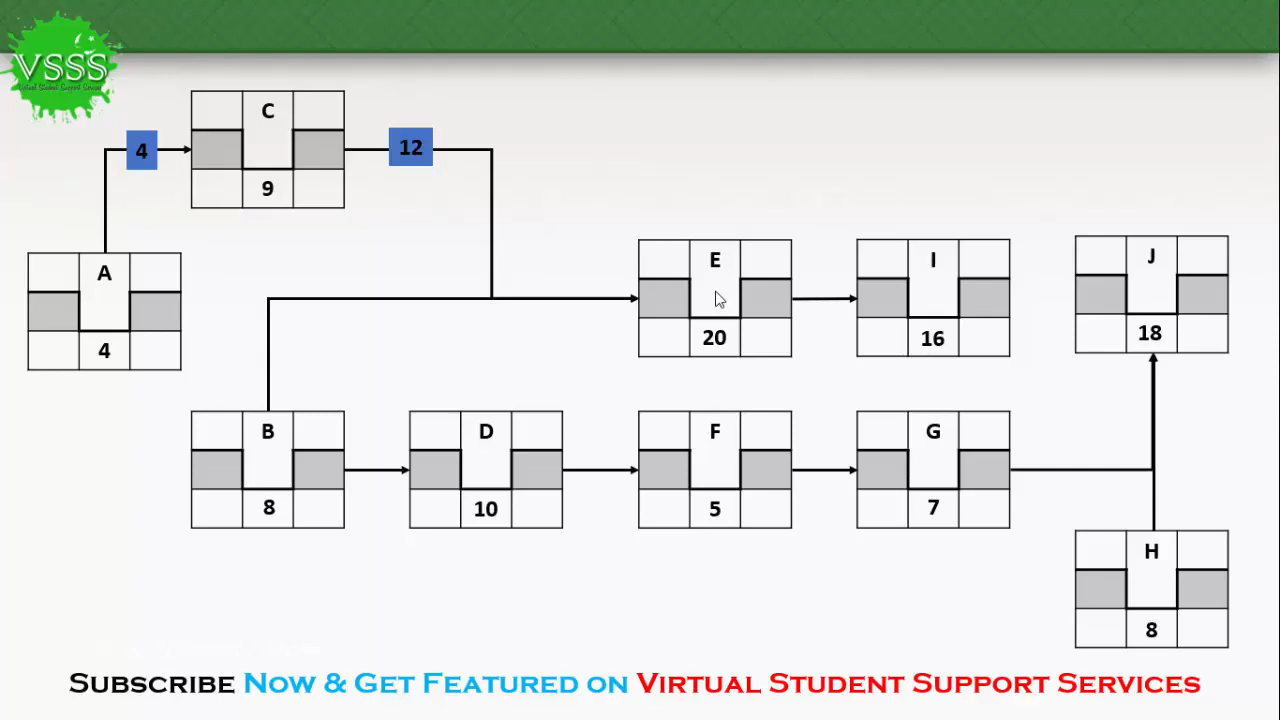 VSSS
C
4
12
9
A
4
E
I
J
20
16
18
B
D
F
G
8
10
5
7
H
8
Subscribe Now & Get Featured on Virtual Student Support Services